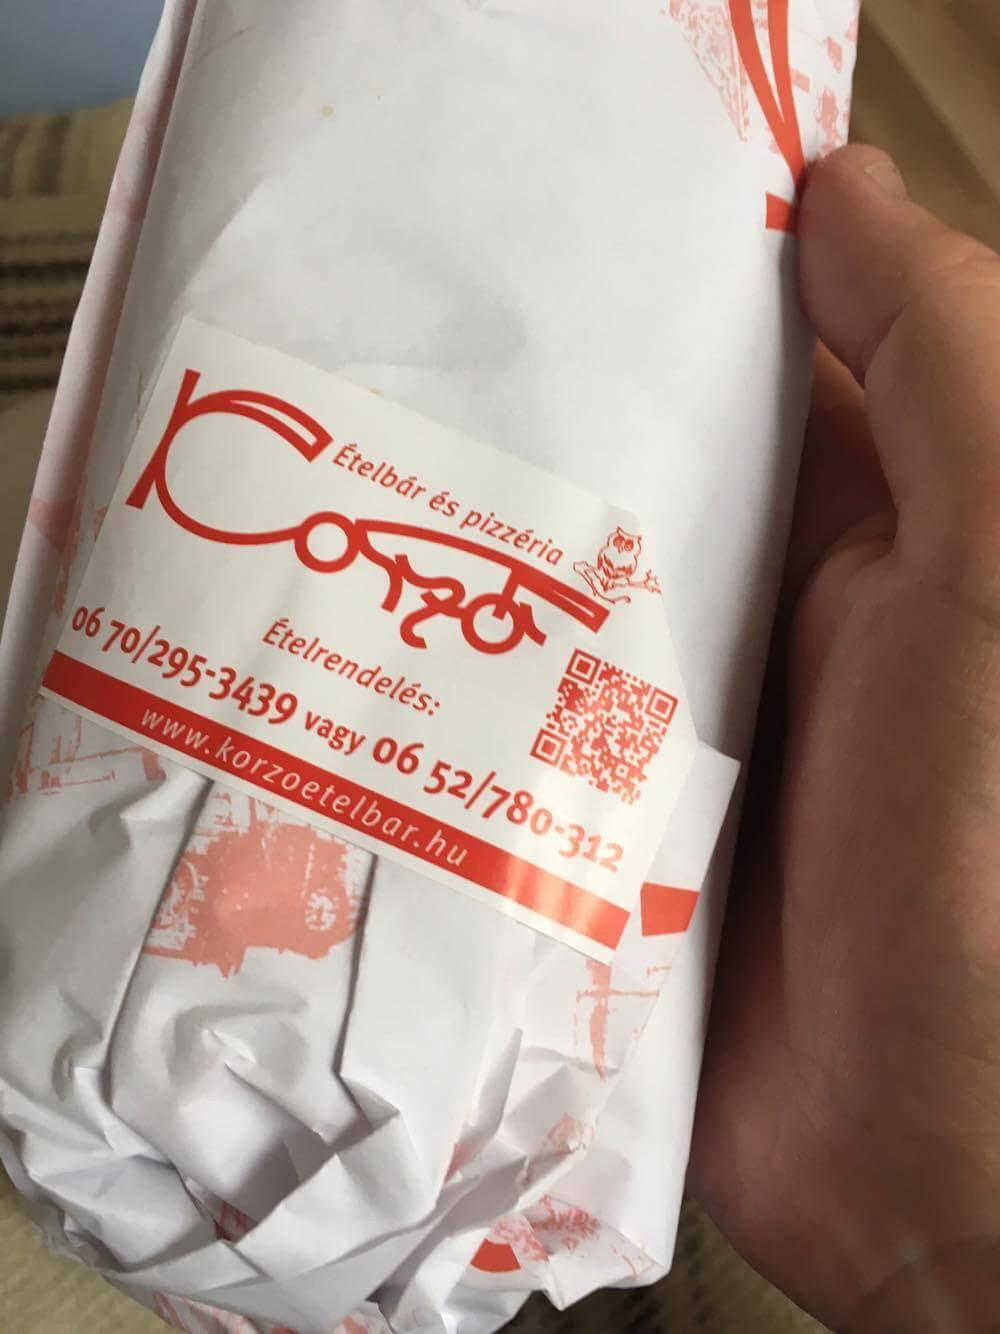 Korzó
Ételbár és pizzéria
Ételrendelés:
06 70/295-3439 vagy 06 52/780-312
www.korzoetelbar.hu